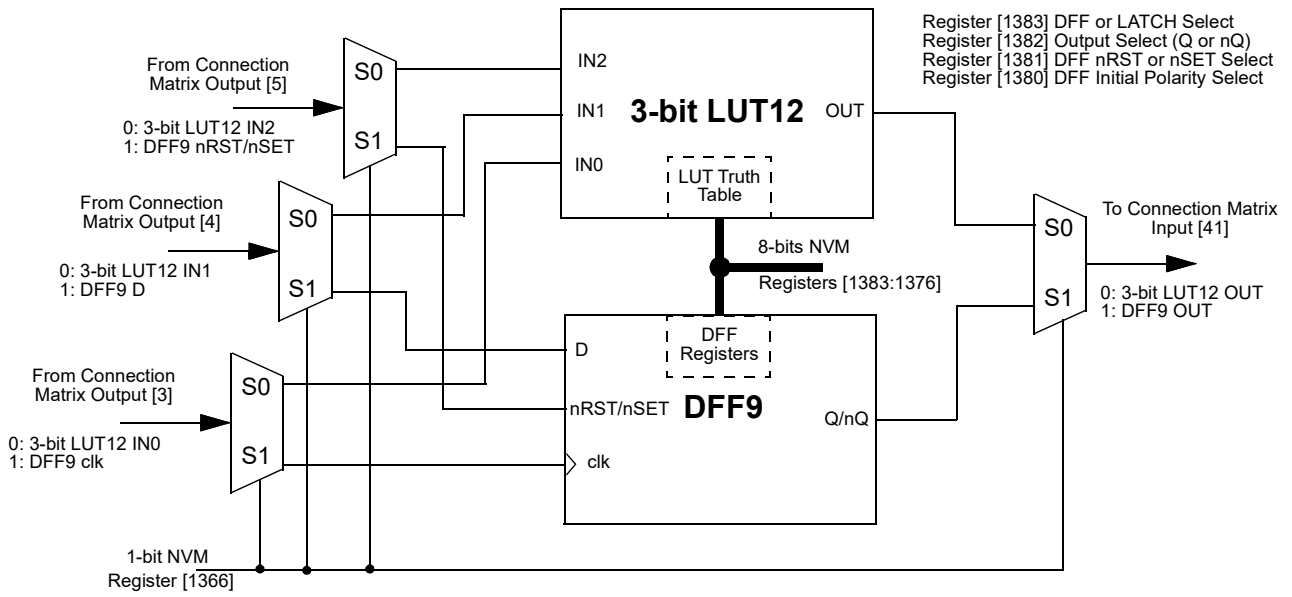 Register [1383] DFF or LATCH Select
Register [1382] Output Select (Q or nQ)
Register [1381] DFF nRST or nSET Select
Register [1380] DFF Initial Polarity Select
From Connection
Matrix Output [5]
0: 3-bit LUT12 IN2
1: DFF9 nRST/nSET
S0
S1
IN2
IN1
IN0
3-bit LUT12
OUT
LUT Truth
Table
From Connection
Matrix Output [4]
0: 3-bit LUT12 IN1
1: DFF9 D
S0
S1
8-bits NVM
Registers [1383:1376]
S0
S1
To Connection Matrix
Input [41]
0: 3-bit LUT12 OUT
1: DFF9 OUT
From Connection
Matrix Output [3]
0: 3-bit LUT12 IN0
1: DFF9 clk
S0
S1
DFF
Registers
D
nRST/nSET
DFF9
Q/nQ
clk
1-bit NVM
Register [1366]